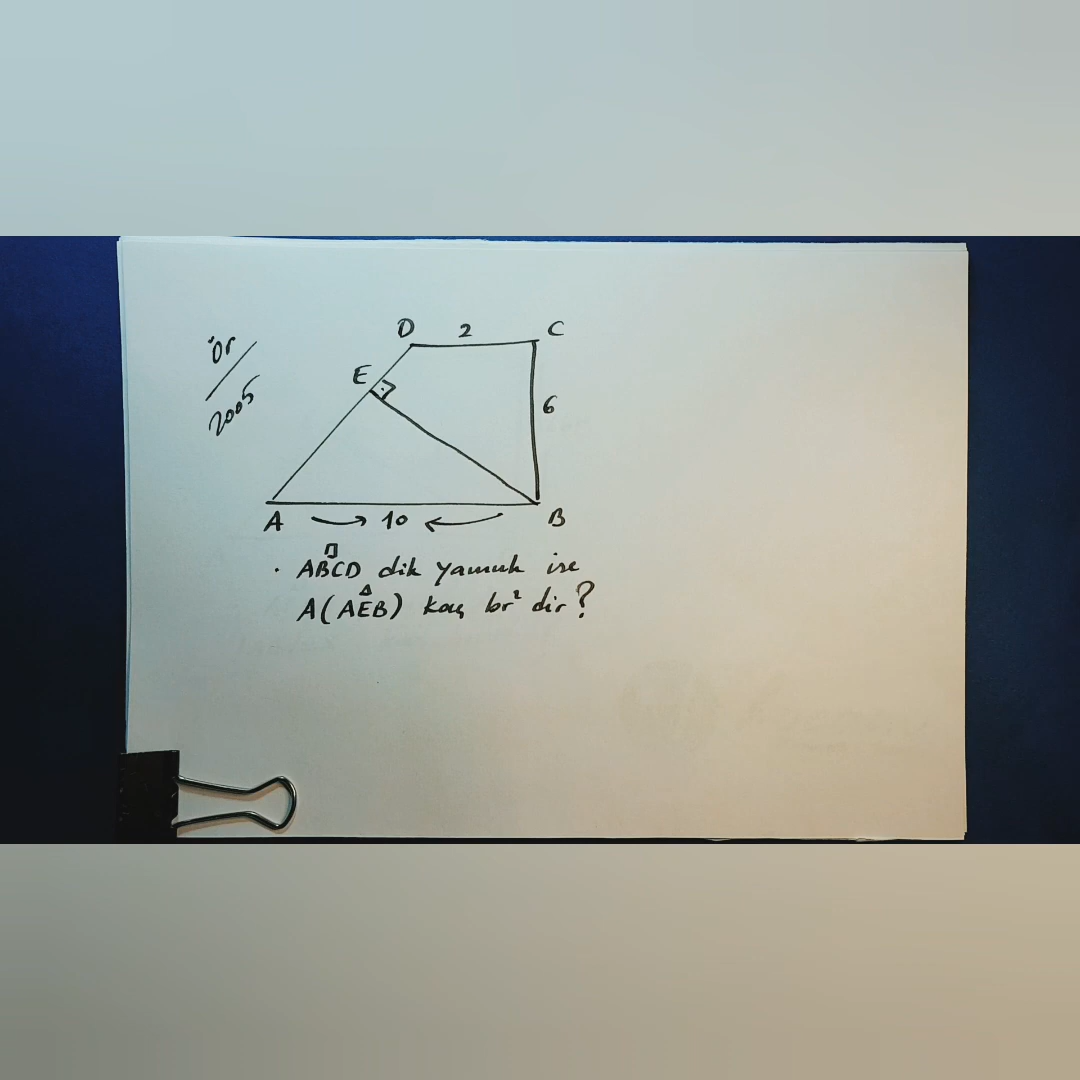 Ör
2005
D 2 C
E
6
A 10 B
. ABCD dik yamuk ise
A(AEB) kaç br² dir?